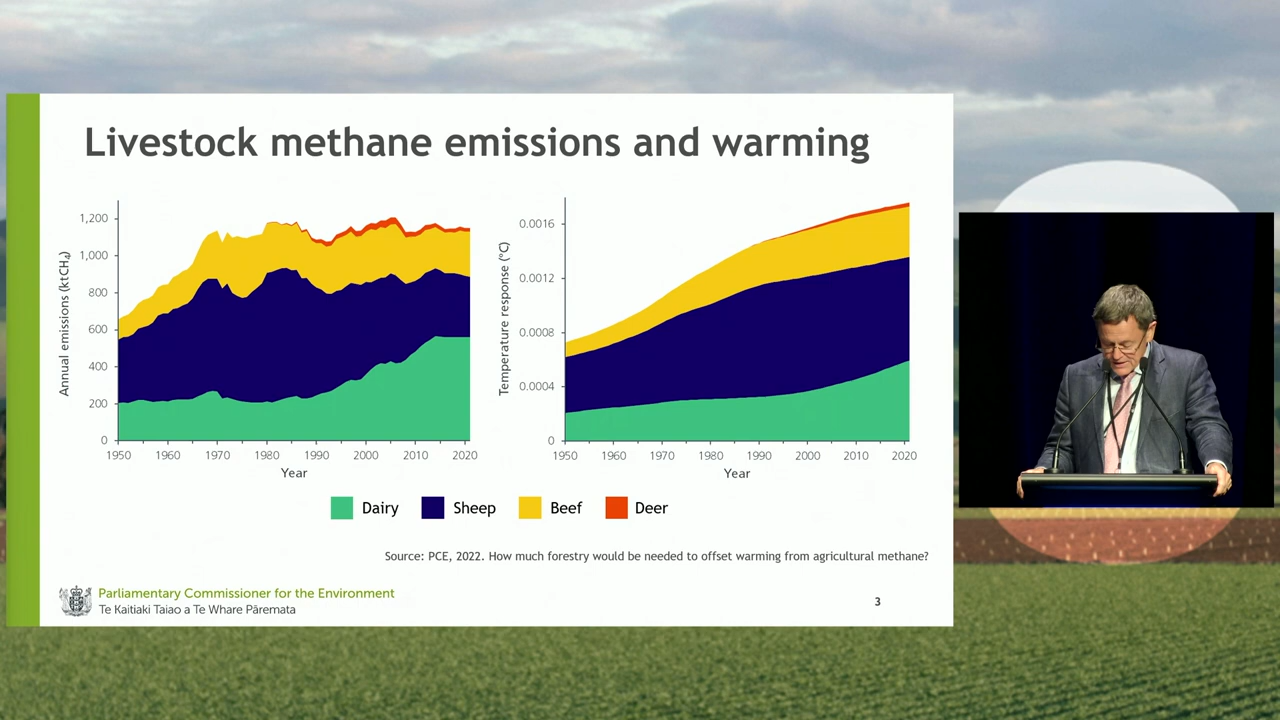 Livestock methane emissions and warming
Annual emissions (ktCH₄)
1,200
1,000
800
600
400
200
0
1950 1960 1970 1980 1990 2000 2010 2020
Year
Temperature response (°C)
0.0016
0.0012
0.0008
0.0004
0
1950 1960 1970 1980 1990 2000 2010 2020
Year
Dairy Sheep Beef Deer
Source: PCE, 2022. How much forestry would be needed to offset warming from agricultural methane?
Parliamentary Commissioner for the Environment
Te Kaitiaki Taiao a Te Whare Pāremata
3